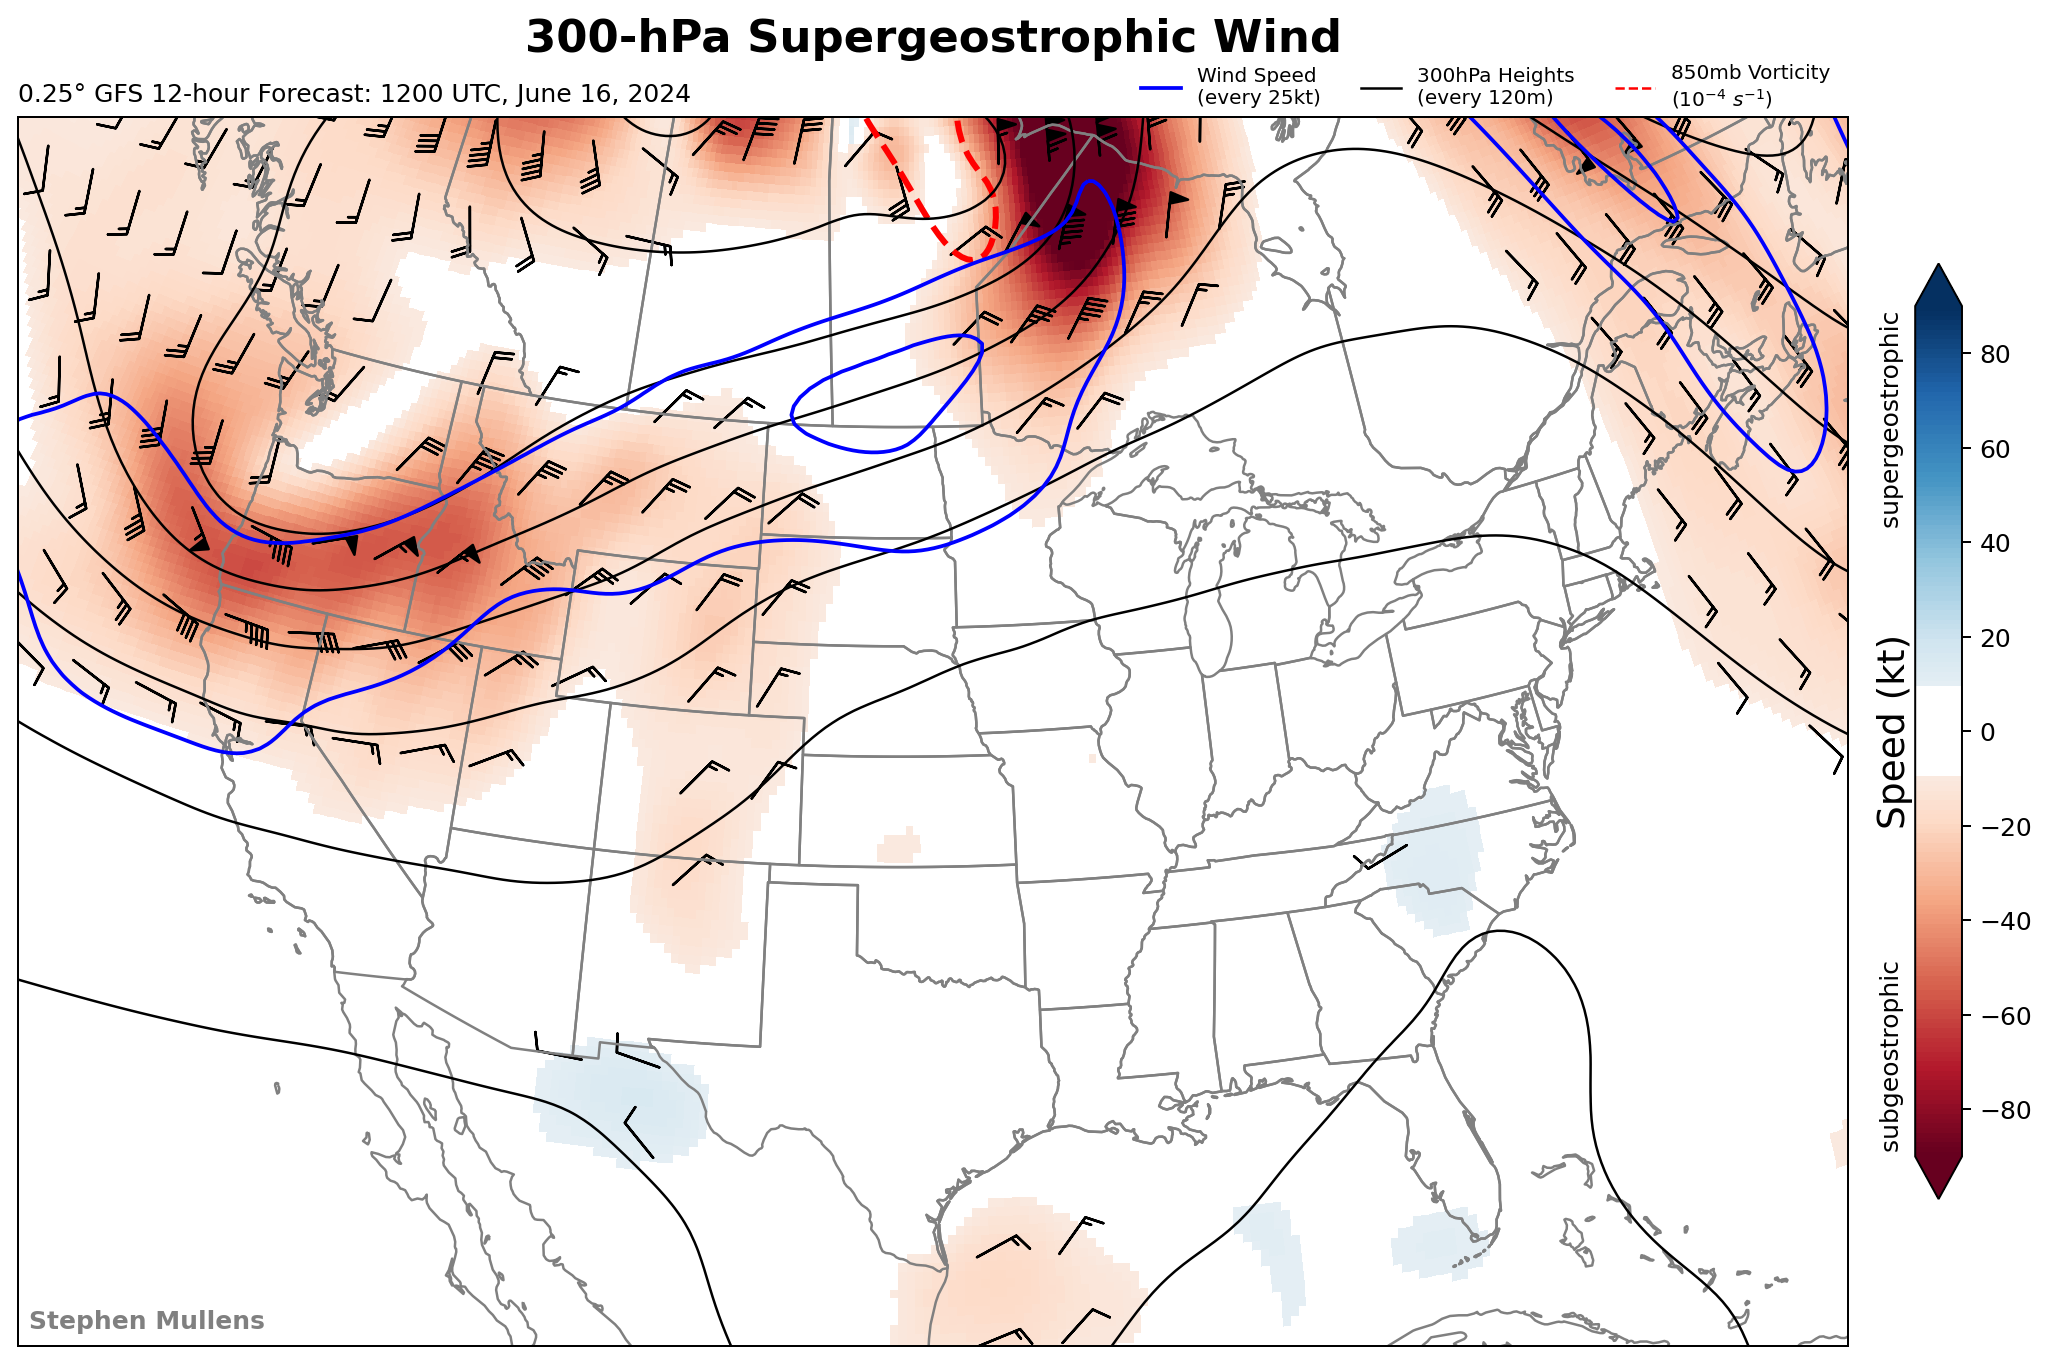 300-hPa Supergeostrophic Wind
0.25° GFS 12-hour Forecast: 1200 UTC, June 16, 2024
Wind Speed
(every 25kt)
300hPa Heights
(every 120m)
850mb Vorticity
(10⁻⁴ s⁻¹)
supergeostrophic
Speed (kt)
subgeostrophic
80
60
40
20
0
−20
−40
−60
−80
Stephen Mullens